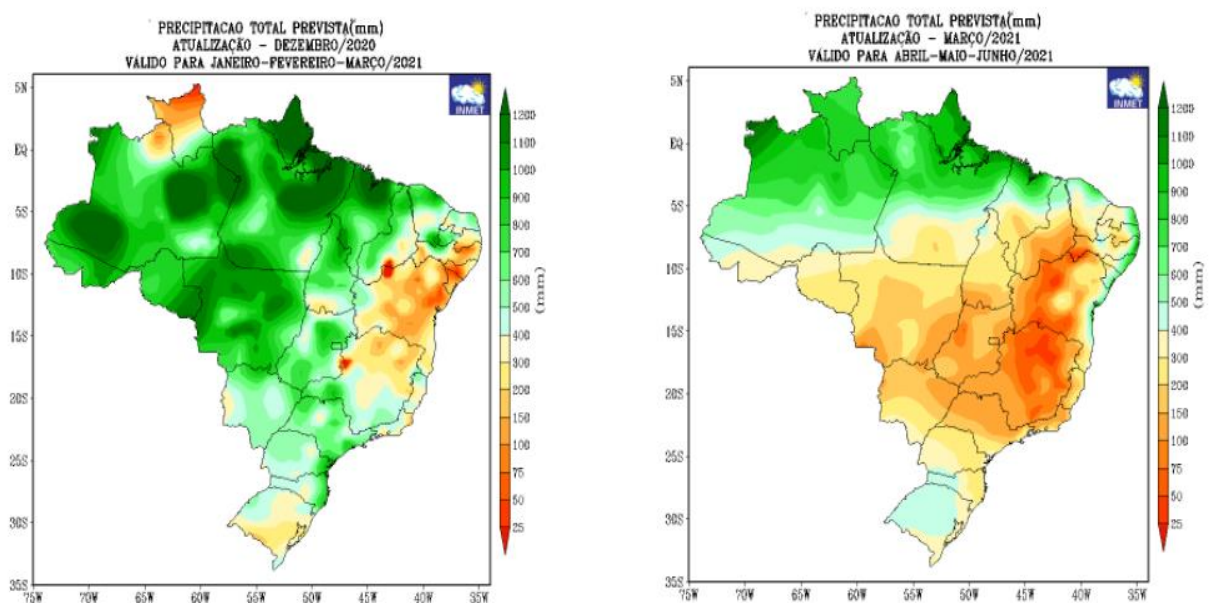 PRECIPITACAO TOTAL PREVISTA(mm)
ATUALIZAÇÃO - DEZEMBRO/2020
VÁLIDO PARA JANEIRO-FEVEREIRO-MARÇO/2021
INMET
5N
EQ
5S
10S
15S
20S
25S
30S
35S
75W
70W
65W
60W
55W
50W
45W
40W
35W
1200
1100
1000
900
800
700
600
500
400
300
200
150
100
75
50
25
(mm)
PRECIPITACAO TOTAL PREVISTA(mm)
ATUALIZAÇÃO - MARÇO/2021
VÁLIDO PARA ABRIL-MAIO-JUNHO/2021
INMET
5N
EQ
5S
10S
15S
20S
25S
30S
35S
75W
70W
65W
60W
55W
50W
45W
40W
35W
1200
1100
1000
900
800
700
600
500
400
300
200
150
100
75
50
25
(mm)